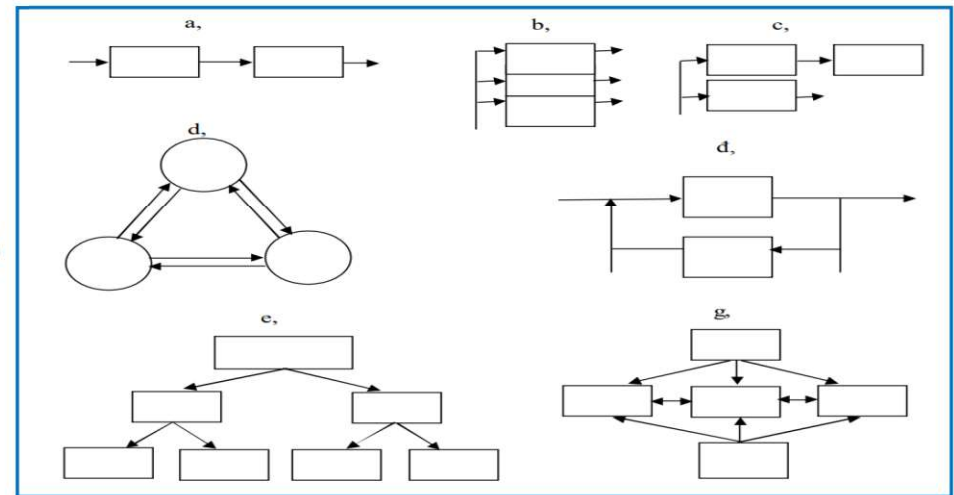 a,
b,
c,
d,
đ,
e,
g,